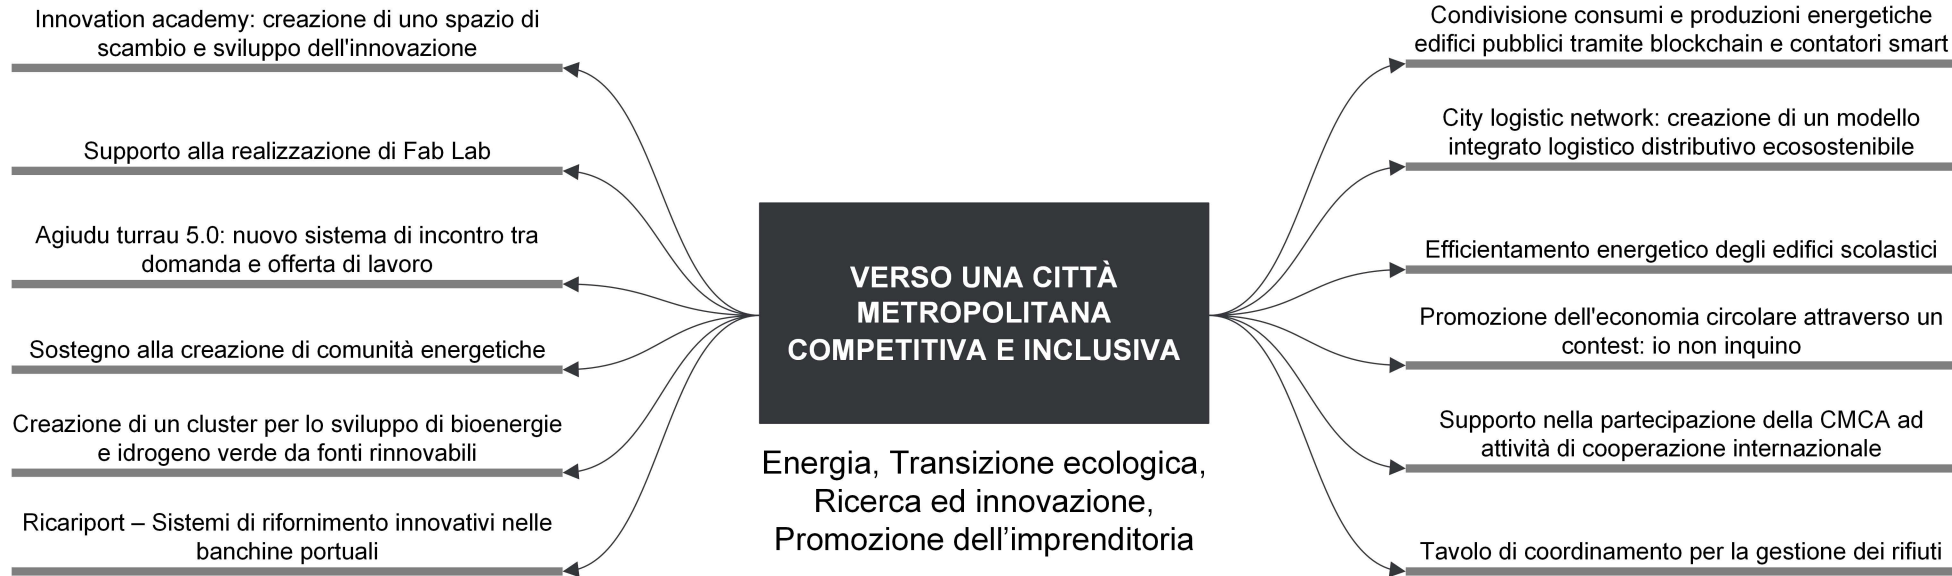 Innovation academy: creazione di uno spazio di
scambio e sviluppo dell'innovazione
Supporto alla realizzazione di Fab Lab
Agiudu turrau 5.0: nuovo sistema di incontro tra
domanda e offerta di lavoro
Sostegno alla creazione di comunità energetiche
Creazione di un cluster per lo sviluppo di bioenergie
e idrogeno verde da fonti rinnovabili
Ricariport – Sistemi di rifornimento innovativi nelle
banchine portuali
VERSO UNA CITTÀ
METROPOLITANA
COMPETITIVA E INCLUSIVA
Energia, Transizione ecologica,
Ricerca ed innovazione,
Promozione dell’imprenditoria
Condivisione consumi e produzioni energetiche
edifici pubblici tramite blockchain e contatori smart
City logistic network: creazione di un modello
integrato logistico distributivo ecosostenibile
Efficientamento energetico degli edifici scolastici
Promozione dell'economia circolare attraverso un
contest: io non inquino
Supporto nella partecipazione della CMCA ad
attività di cooperazione internazionale
Tavolo di coordinamento per la gestione dei rifiuti